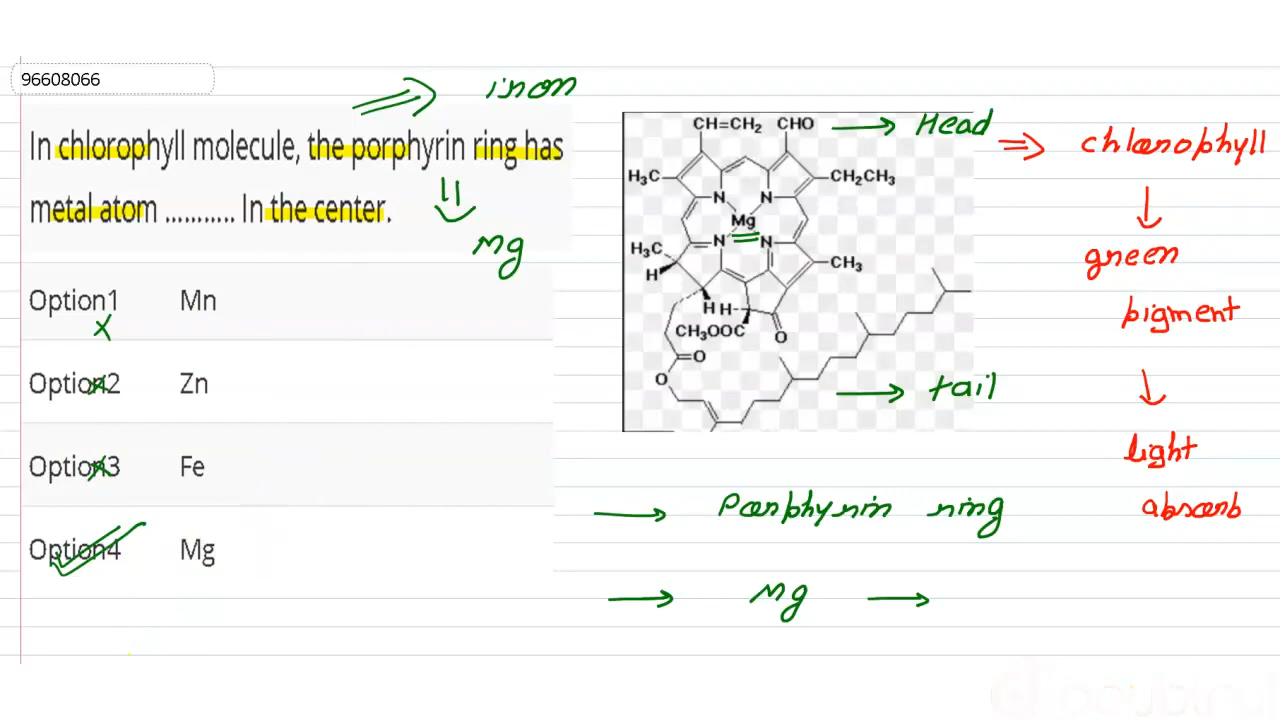 96608066
iron
In chlorophyll molecule, the porphyrin ring has
metal atom ........... In the center.
Mg
Option1 Mn
x
Option2 Zn
x
Option3 Fe
x
Option4 Mg
CH=CH2 CHO
Head
H3C CH2CH3
N N
Mg
N N
H3C CH3
H
H H
CH3OOC
O
O
O
tail
chlorophyll
green
pigment
light
absorb
Porphyrin ring
Mg
doubtnut